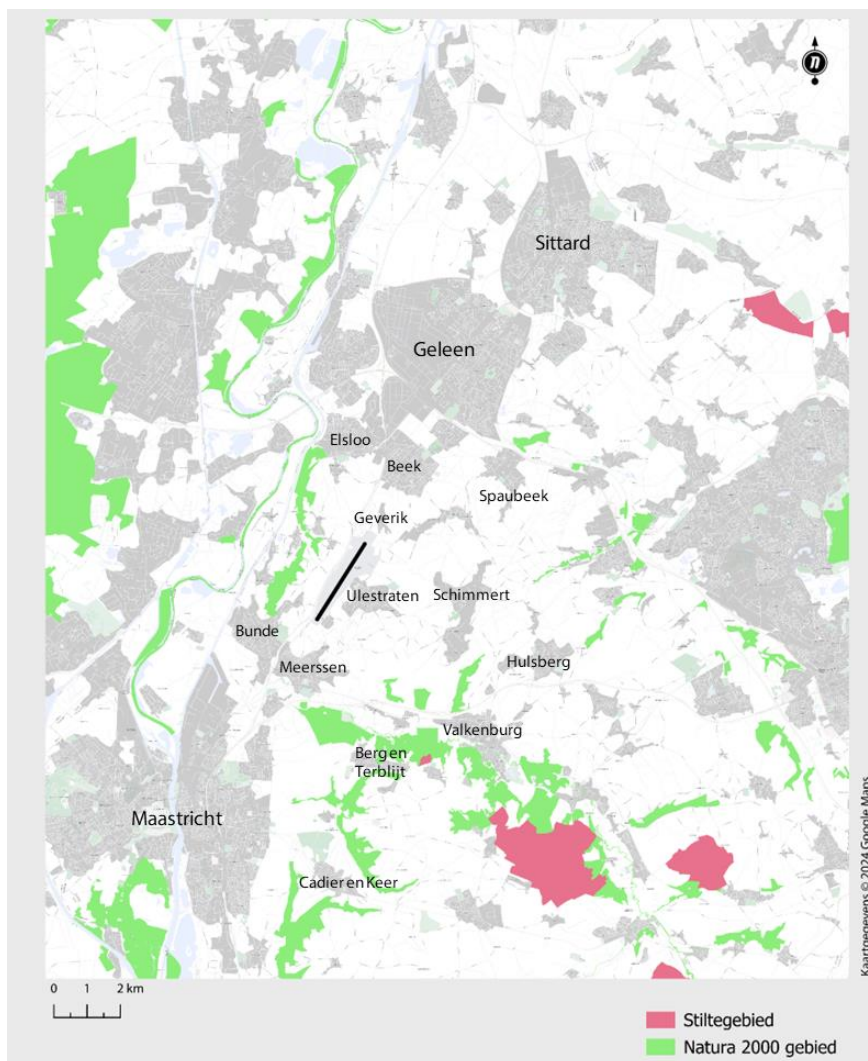 n
Sittard
Geleen
Elsloo
Beek
Spaubeek
Geverik
Ulestraten
Schimmert
Bunde
Meerssen
Hulsberg
Valkenburg
Berg en
Terblijt
Maastricht
Cadier en Keer
Kaartgegevens © 2024 Google Maps
0 1 2 km
Stiltegebied
Natura 2000 gebied